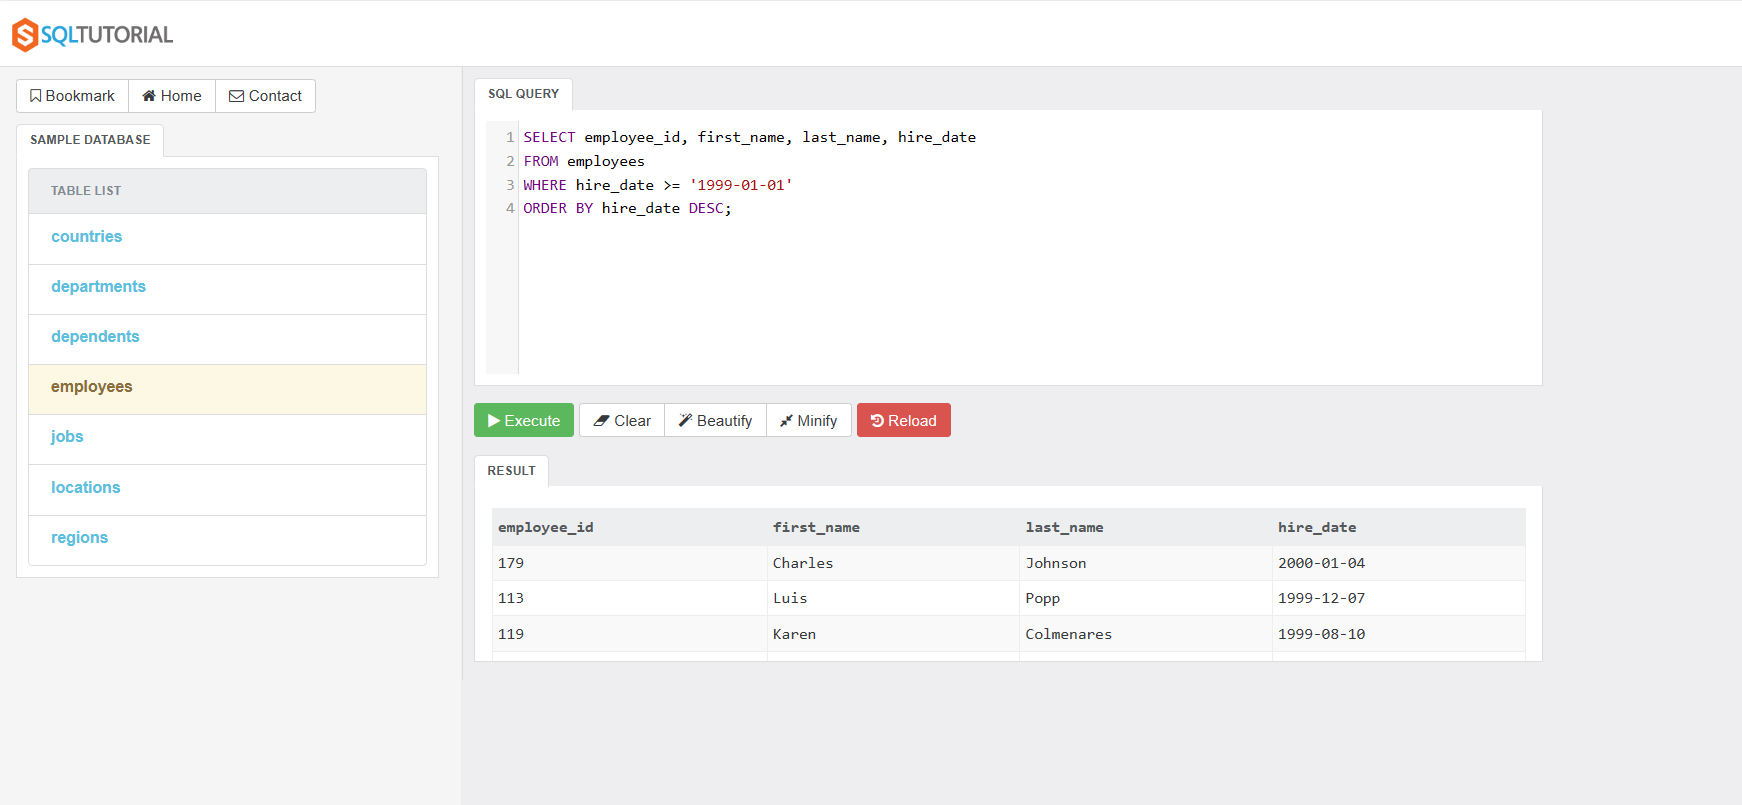 SQLTUTORIAL
Bookmark Home Contact
SAMPLE DATABASE
TABLE LIST
countries
departments
dependents
employees
jobs
locations
regions
SQL QUERY
1 SELECT employee_id, first_name, last_name, hire_date
2 FROM employees
3 WHERE hire_date >= '1999-01-01'
4 ORDER BY hire_date DESC;
Execute Clear Beautify Minify Reload
RESULT
employee_id first_name last_name hire_date
179 Charles Johnson 2000-01-04
113 Luis Popp 1999-12-07
119 Karen Colmenares 1999-08-10